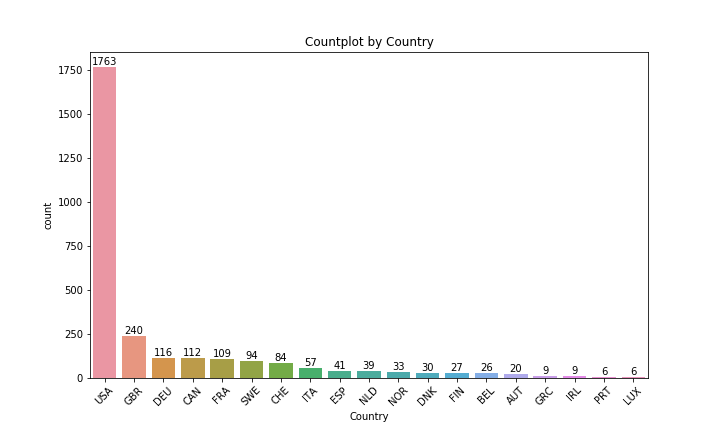 Countplot by Country
count
1750
1500
1250
1000
750
500
250
0
1763
240
116
112
109
94
84
57
41
39
33
30
27
26
20
9
9
6
6
USA
GBR
DEU
CAN
FRA
SWE
CHE
ITA
ESP
NLD
NOR
DNK
FIN
BEL
AUT
GRC
IRL
PRT
LUX
Country